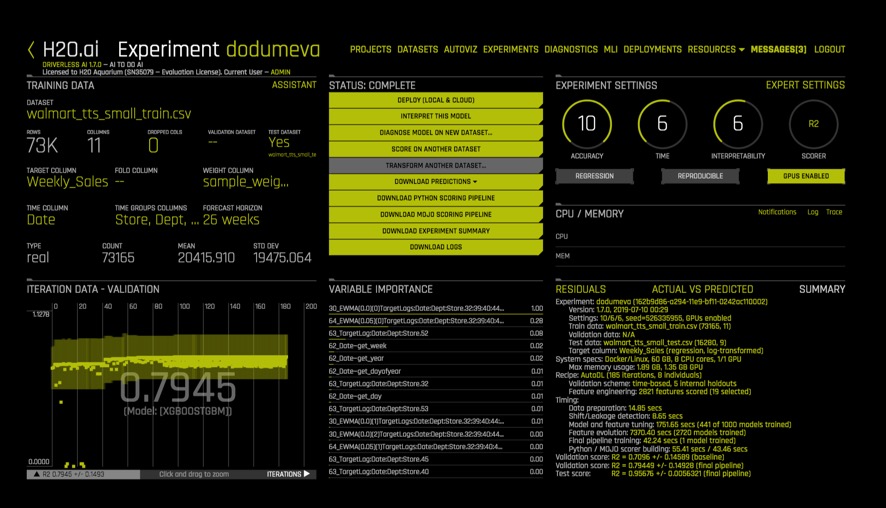 H2O.ai Experiment dodumeva
DRIVERLESS AI 1.7.0 — AI TO DO AI
Licensed to H2O Aquarium (SN35079 – Evaluation License), Current User — ADMIN
PROJECTS DATASETS AUTOVIZ EXPERIMENTS DIAGNOSTICS MLI DEPLOYMENTS RESOURCES MESSAGES[3] LOGOUT
TRAINING DATA ASSISTANT
DATASET
walmart_tts_small_train.csv
ROWS COLUMNS DROPPED COLS VALIDATION DATASET TEST DATASET
73K 11 0 -- Yes
walmart_tts_small_te
TARGET COLUMN FOLD COLUMN WEIGHT COLUMN
Weekly_Sales -- sample_weig...
TIME COLUMN TIME GROUPS COLUMNS FORECAST HORIZON
Date Store, Dept, ... 26 weeks
TYPE COUNT MEAN STD DEV
real 73165 20415.910 19475.064
STATUS: COMPLETE
DEPLOY (LOCAL & CLOUD)
INTERPRET THIS MODEL
DIAGNOSE MODEL ON NEW DATASET...
SCORE ON ANOTHER DATASET
TRANSFORM ANOTHER DATASET...
DOWNLOAD PREDICTIONS
DOWNLOAD PYTHON SCORING PIPELINE
DOWNLOAD MOJO SCORING PIPELINE
DOWNLOAD EXPERIMENT SUMMARY
DOWNLOAD LOGS
EXPERIMENT SETTINGS EXPERT SETTINGS
10 6 6 R2
ACCURACY TIME INTERPRETABILITY SCORER
REGRESSION REPRODUCIBLE GPUS ENABLED
CPU / MEMORY Notifications Log Trace
CPU
MEM
ITERATION DATA - VALIDATION
0 20 40 60 80 100 120 140 160 180 200
1.1278
0.7945
(Model: [XGBOOSTGBM])
0.0000
R2 0.7945 +/- 0.1493 Click and drag to zoom ITERATIONS
VARIABLE IMPORTANCE
30_EWMA(0.0)(0)TargetLags:Date:Dept:Store.32:39:40:4... 1.00
64_EWMA(0.05)(0)TargetLags:Date:Dept:Store.32:39:40:4... 0.28
63_TargetLag:Date:Dept:Store.52 0.09
62_Date~get_week 0.02
62_Date~get_year 0.02
62_Date~get_dayofyear 0.01
63_TargetLag:Date:Dept:Store.32 0.01
62_Date~get_day 0.01
63_TargetLag:Date:Dept:Store.53 0.01
30_EWMA(0.0)(1)TargetLags:Date:Dept:Store.32:39:40:44:... 0.01
30_EWMA(0.0)(2)TargetLags:Date:Dept:Store.32:39:40:44... 0.00
64_EWMA(0.05)(1)TargetLags:Date:Dept:Store.32:39:40:4... 0.00
63_TargetLag:Date:Dept:Store.45 0.00
63_TargetLag:Date:Dept:Store.40 0.00
RESIDUALS ACTUAL VS PREDICTED SUMMARY
Experiment: dodumeva (162b9d86-a294-11e9-bf11-0242ac110002)
Version: 1.7.0, 2019-07-10 00:29
Settings: 10/6/6, seed=526335955, GPUs enabled
Train data: walmart_tts_small_train.csv (73165, 11)
Validation data: N/A
Test data: walmart_tts_small_test.csv (16280, 9)
Target column: Weekly_Sales (regression, log-transformed)
System specs: Docker/Linux, 60 GB, 8 CPU cores, 1/1 GPU
Max memory usage: 1.89 GB, 1.35 GB GPU
Recipe: AutoDL (185 iterations, 8 individuals)
Validation scheme: time-based, 5 internal holdouts
Feature engineering: 2821 features scored (19 selected)
Timing:
Data preparation: 14.85 secs
Shift/Leakage detection: 8.65 secs
Model and feature tuning: 1751.65 secs (441 of 1000 models trained)
Feature evolution: 7370.40 secs (2720 models trained)
Final pipeline training: 42.24 secs (1 model trained)
Python / MOJO scorer building: 55.41 secs / 43.46 secs
Validation score: R2 = 0.7096 +/- 0.14589 (baseline)
Validation score: R2 = 0.79449 +/- 0.14928 (final pipeline)
Test score: R2 = 0.95676 +/- 0.0056321 (final pipeline)